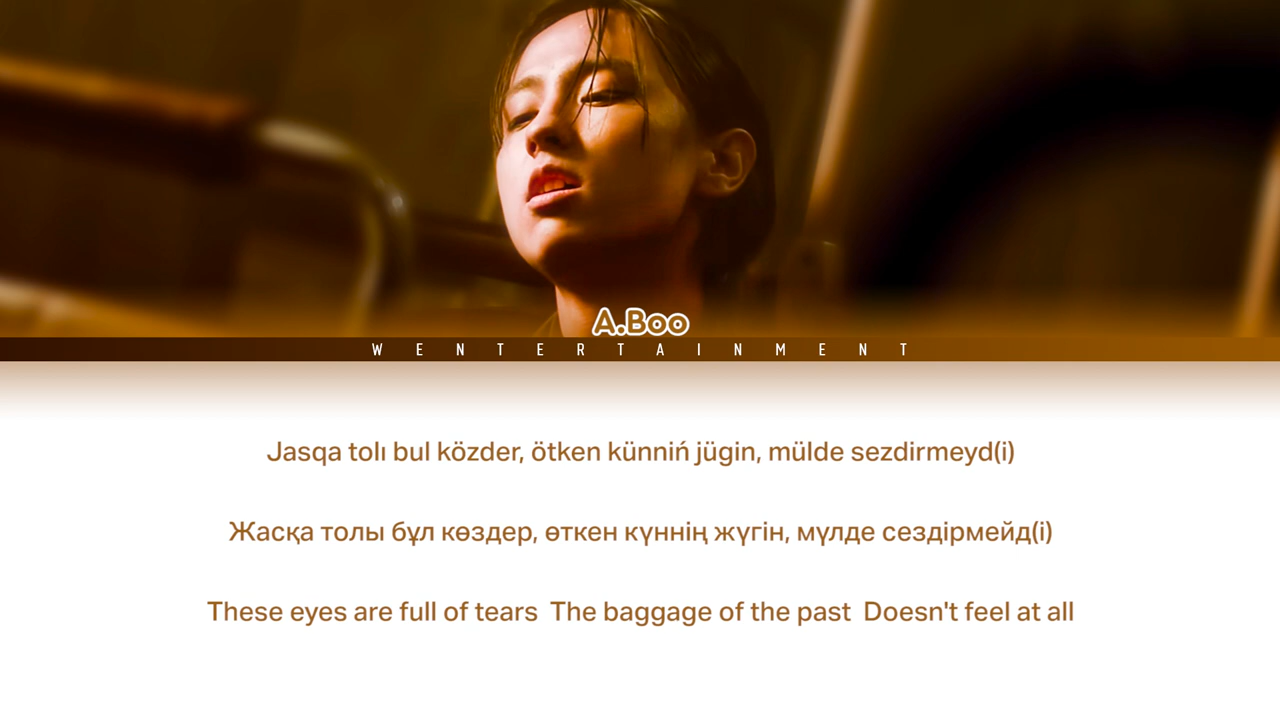 A.Boo
WENTERTAINMENT
Jasqa tolı bul közder, ötken künniń jügin, mülde sezdirmeyd(i)
Жасқа толы бұл көздер, өткен күннің жүгін, мүлде сездірмейд(і)
These eyes are full of tears The baggage of the past Doesn't feel at all